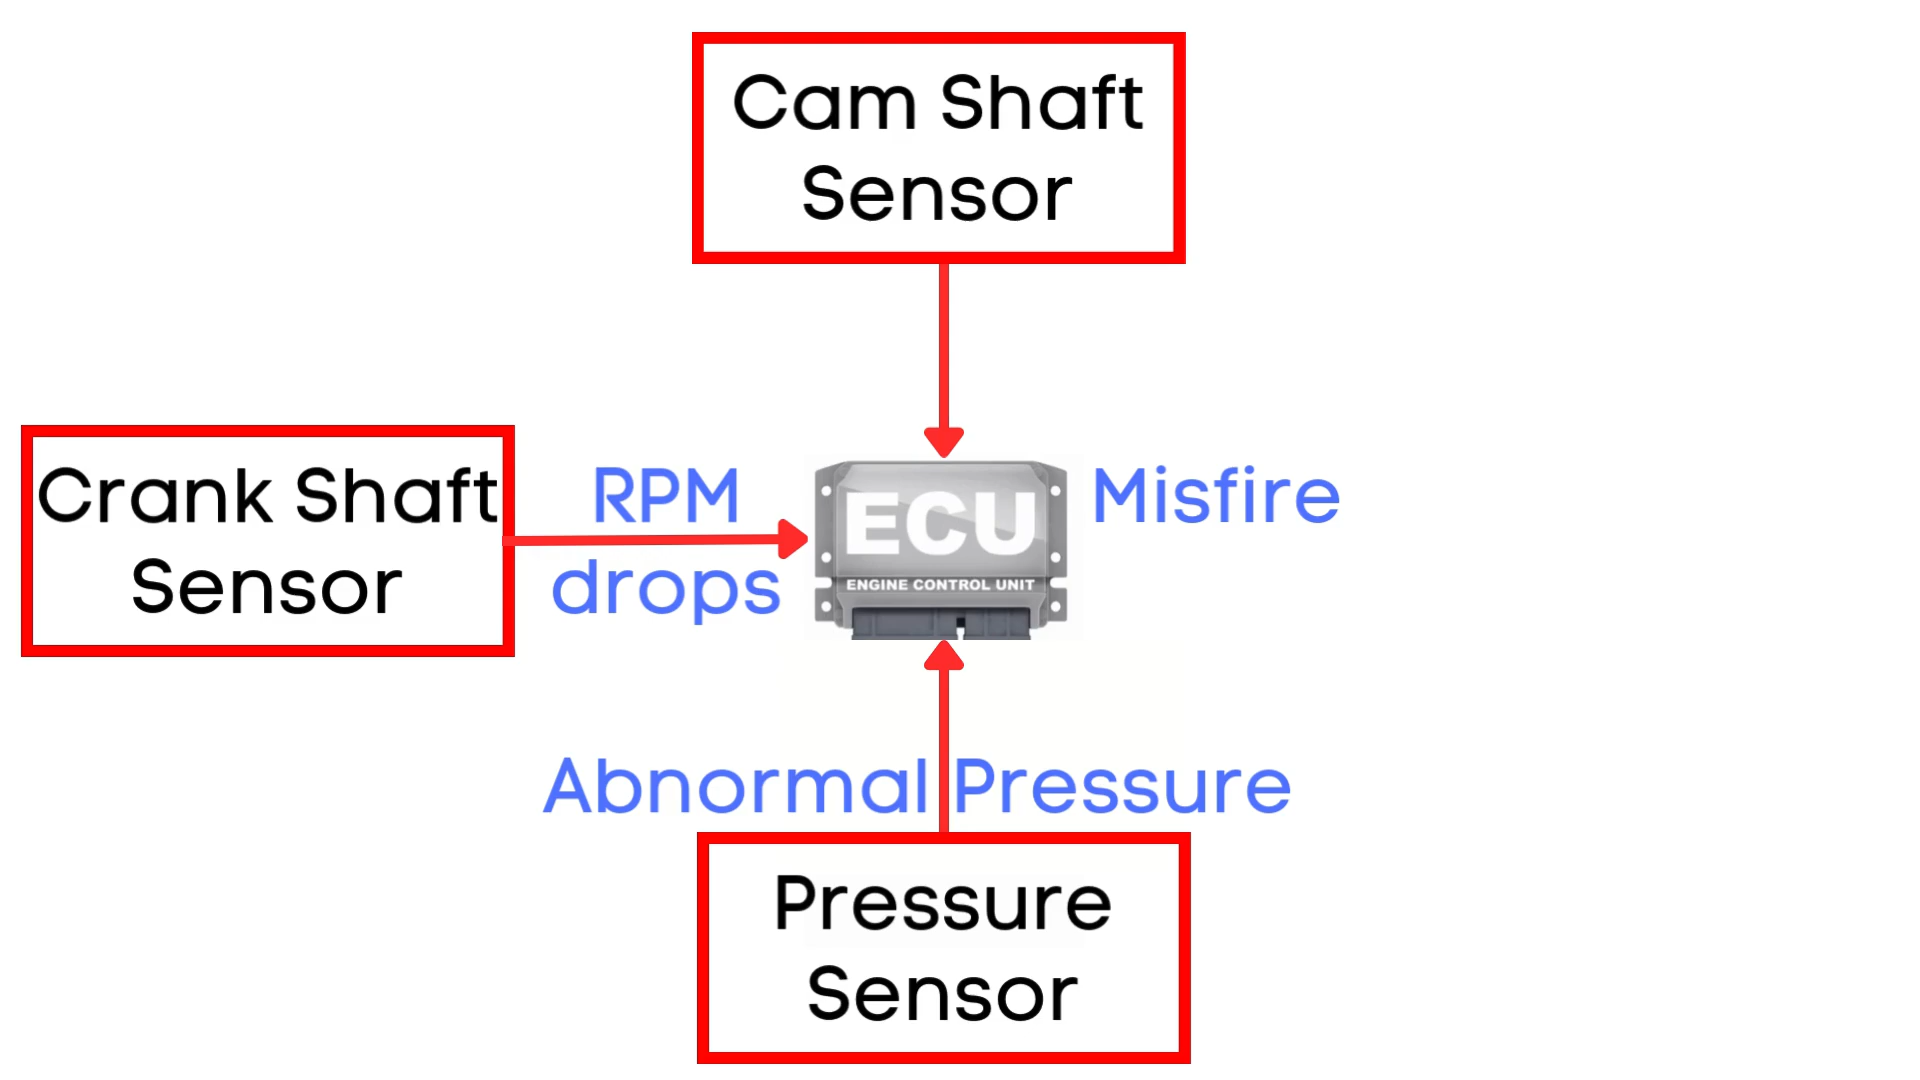 Cam Shaft
Sensor
Crank Shaft
Sensor
RPM
drops
ECU
ENGINE CONTROL UNIT
Misfire
Abnormal Pressure
Pressure
Sensor